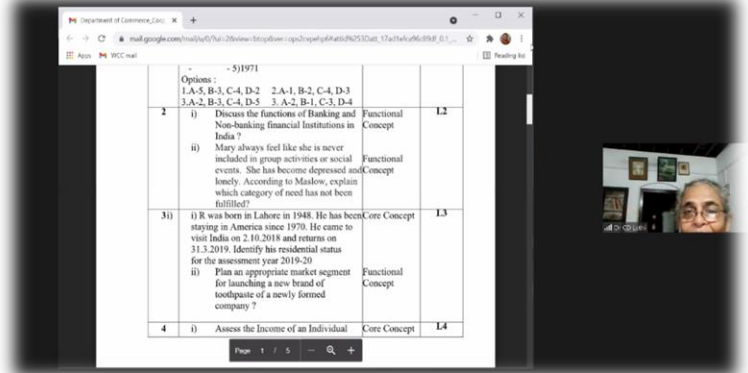 Department of Commerce_Corp
Apps
WCC mail
Reading list
- - 5)1971
Options :
1.A-5, B-3, C-4, D-2 2.A-1, B-2, C-4, D-3
3.A-2, B-3, C-4, D-5 3. A-2, B-1, C-3, D-4
2 i) Discuss the functions of Banking and Functional L2
Non-banking financial Institutions in Concept
India ?
ii) Mary always feel like she is never
included in group activities or social Functional
events. She has become depressed and Concept
lonely. According to Maslow, explain
which category of need has not been
fulfilled?
3i) i) R was born in Lahore in 1948. He has been Core Concept L3
staying in America since 1970. He came to
visit India on 2.10.2018 and returns on
31.3.2019. Identify his residential status
for the assessment year 2019-20
ii) Plan an appropriate market segment Functional
for launching a new brand of Concept
toothpaste of a newly formed
company ?
4 i) Assess the Income of an Individual Core Concept L4
Page 1 / 5